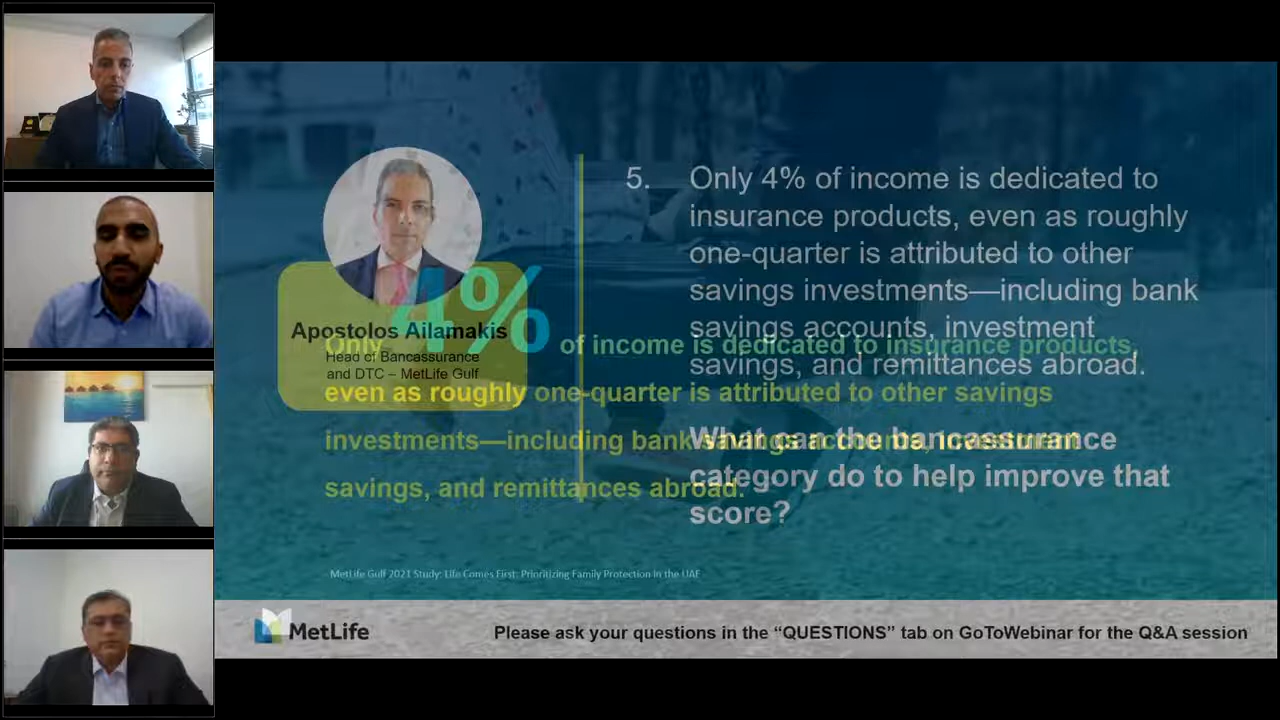 Apostolos Ailamakis
Head of Bancassurance
and DTC – MetLife Gulf
5. Only 4% of income is dedicated to
insurance products, even as roughly
one-quarter is attributed to other
savings investments—including bank
savings accounts, investment
savings, and remittances abroad.
What can the bancassurance
category do to help improve that
score?
Only 4% of income is dedicated to insurance products,
even as roughly one-quarter is attributed to other savings
investments—including bank savings accounts, investment
savings, and remittances abroad.
MetLife Gulf 2021 Study: Life Comes First: Prioritizing Family Protection in the UAE
MetLife
Please ask your questions in the “QUESTIONS” tab on GoToWebinar for the Q&A session